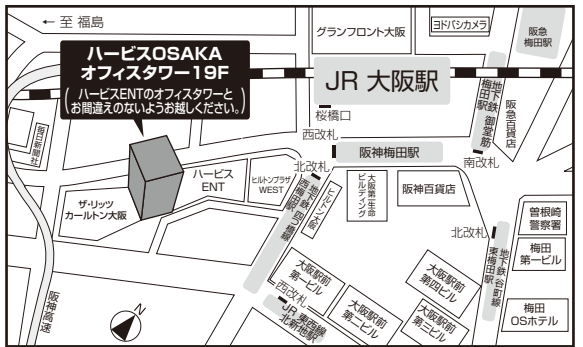 ← 至 福島
ハービスOSAKA
オフィスタワー19F
(ハービスENTのオフィスタワーと
お間違えのないようお越しください。)
グランフロント大阪
ヨドバシカメラ
阪急
梅田駅
JR 大阪駅
桜橋口
西改札
地下鉄 御堂筋
梅田駅
阪急百貨店
南改札
阪神梅田駅
毎日新聞社
ハービス
ENT
ヒルトンプラザ
WEST
北改札
地下鉄 四つ橋線
西梅田駅
ヒルトン大阪
大阪第一生命
ビルディング
阪神百貨店
ザ・リッツ
カールトン大阪
曽根崎
警察署
北改札
地下鉄 谷町線
東梅田駅
梅田
第一ビル
梅田
OSホテル
大阪駅前
第一ビル
大阪駅前
第二ビル
大阪駅前
第三ビル
大阪駅前
第四ビル
西改札
JR 東西線
北新地駅
阪神高速
N